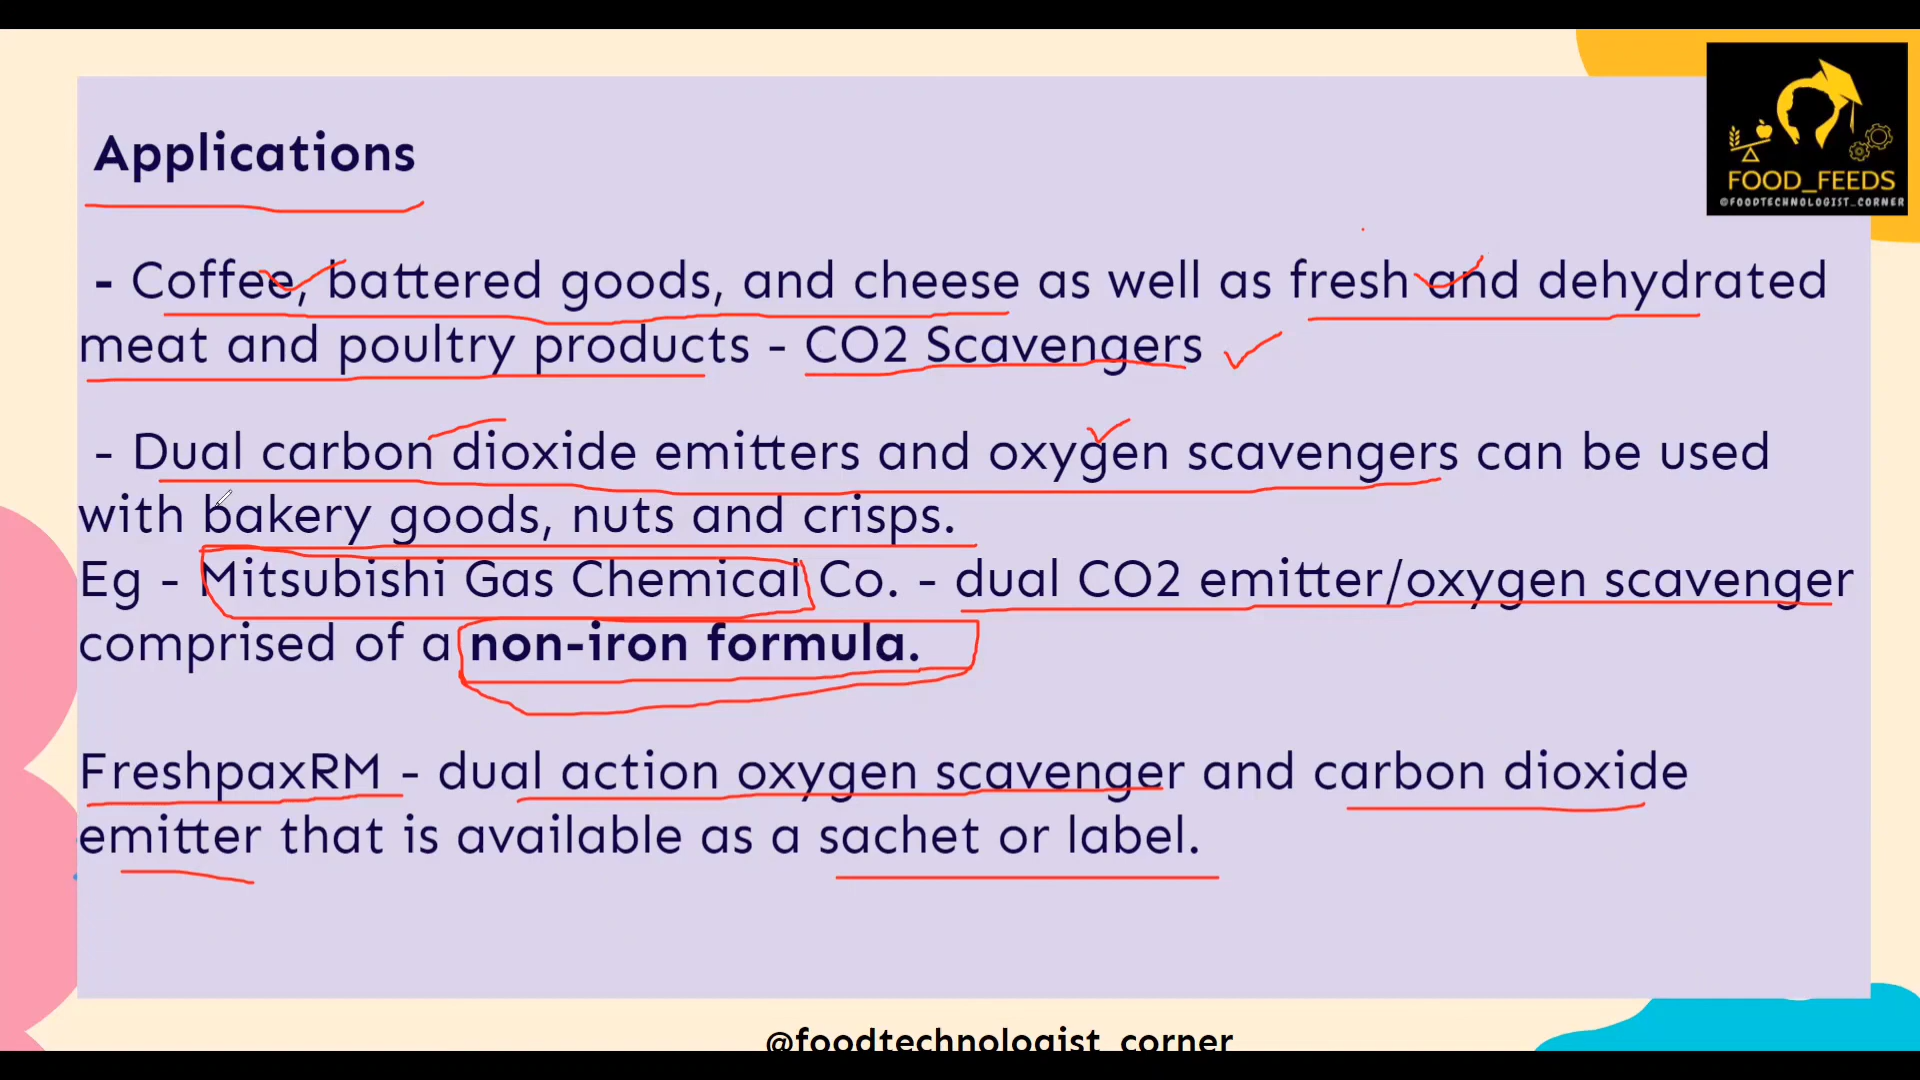 Applications
FOOD_FEEDS
@FOODTECHNOLOGIST_CORNER
- Coffee, battered goods, and cheese as well as fresh and dehydrated
meat and poultry products - CO2 Scavengers
- Dual carbon dioxide emitters and oxygen scavengers can be used
with bakery goods, nuts and crisps.
Eg - Mitsubishi Gas Chemical Co. - dual CO2 emitter/oxygen scavenger
comprised of a non-iron formula.
FreshpaxRM - dual action oxygen scavenger and carbon dioxide
emitter that is available as a sachet or label.
@foodtechnologist_corner